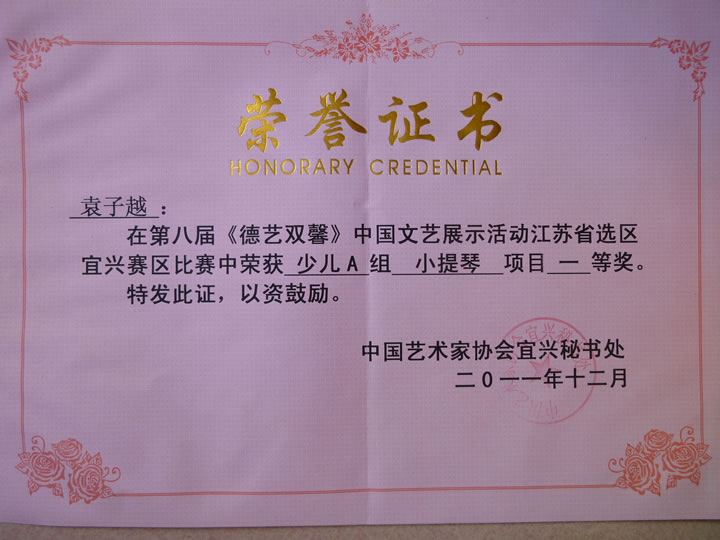 荣誉证书
HONORARY CREDENTIAL
袁子越：
在第八届《德艺双馨》中国文艺展示活动江苏省选区
宜兴赛区比赛中荣获 少儿A 组 小提琴 项目 一 等奖。
特发此证，以资鼓励。
中国艺术家协会宜兴秘书处
二0一一年十二月